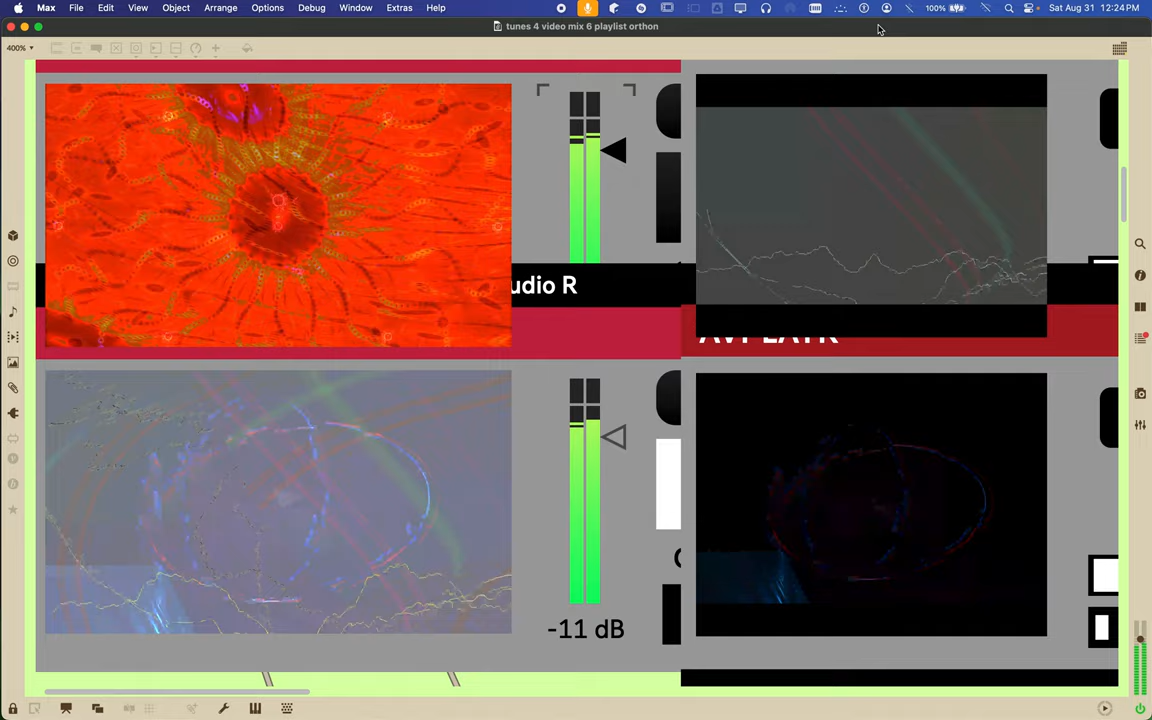 Max File Edit View Object Arrange Options Debug Window Extras Help
100% Sat Aug 31 12:24 PM
tunes 4 video mix 6 playlist orthon
400%
udio R
-11 dB